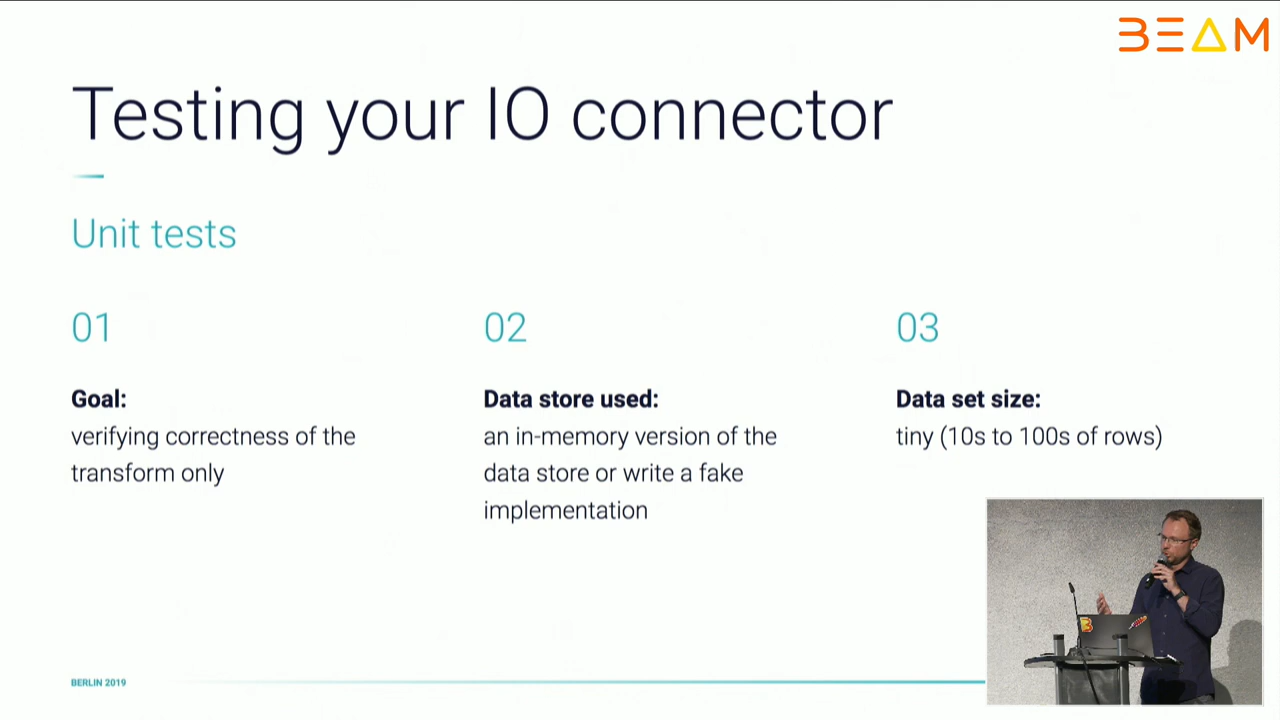 BEAM
Testing your IO connector
Unit tests
01
Goal:
verifying correctness of the
transform only
02
Data store used:
an in-memory version of the
data store or write a fake
implementation
03
Data set size:
tiny (10s to 100s of rows)
B
BERLIN 2019